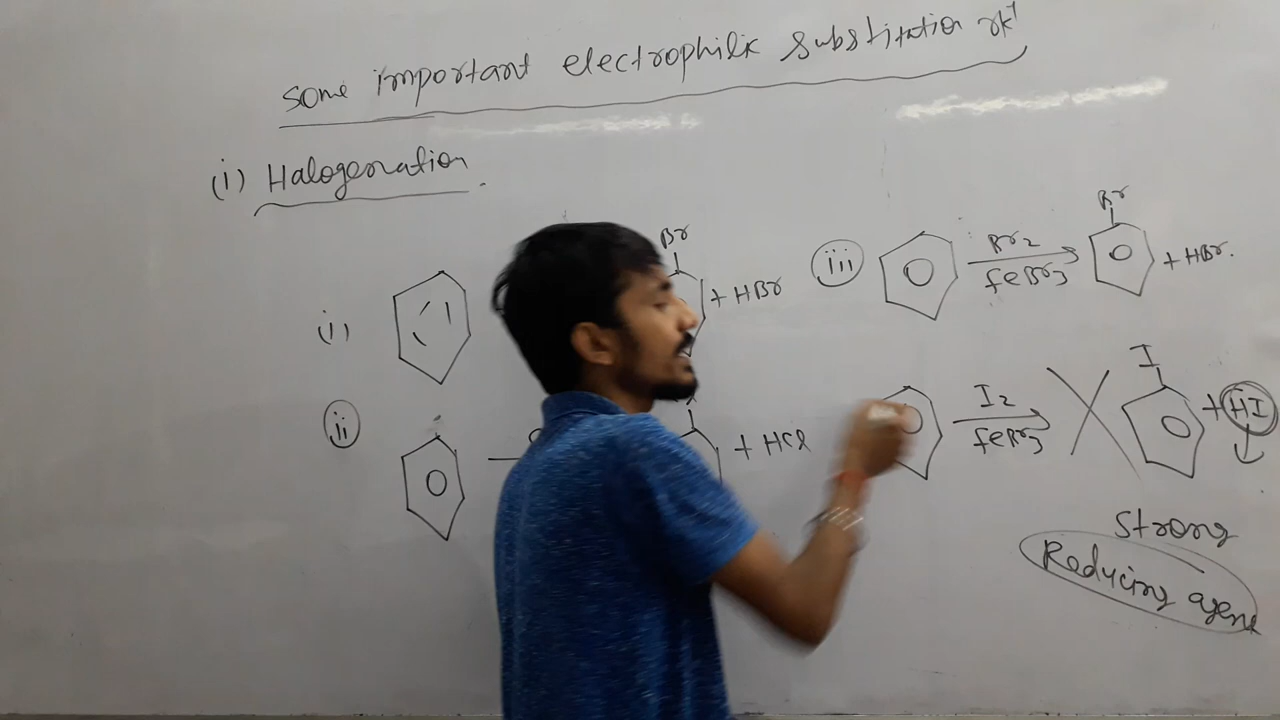 Some important electrophilic substitution rk¹
(i) Halogenation.
(i) Br + HBr
(ii) + HCl
(iii) Br2 FeBr3 Br + HBr.
I2 FeBr3 I + HI
Strong
Reducing agent